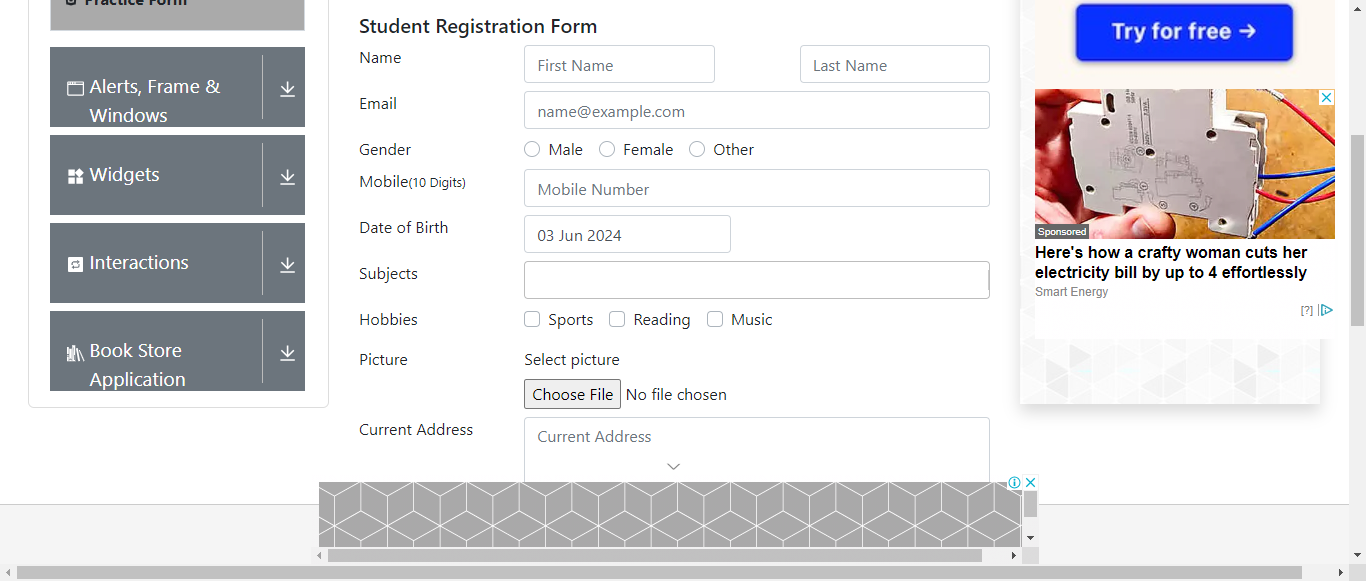 Practice Form
Alerts, Frame &
Windows
Widgets
Interactions
Book Store
Application
Student Registration Form
Name
First Name
Last Name
Email
name@example.com
Gender
Male
Female
Other
Mobile(10 Digits)
Mobile Number
Date of Birth
03 Jun 2024
Subjects
Hobbies
Sports
Reading
Music
Picture
Select picture
Choose File
No file chosen
Current Address
Current Address
Try for free →
Sponsored
Here's how a crafty woman cuts her
electricity bill by up to 4 effortlessly
Smart Energy
[?]